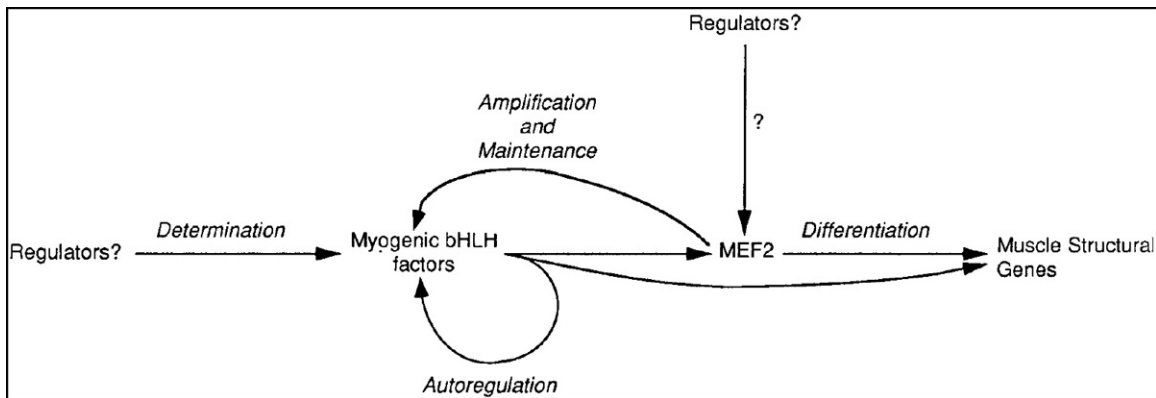 Regulators?
Amplification
and
Maintenance
?
Determination
Differentiation
Regulators?
Myogenic bHLH
factors
MEF2
Muscle Structural
Genes
Autoregulation